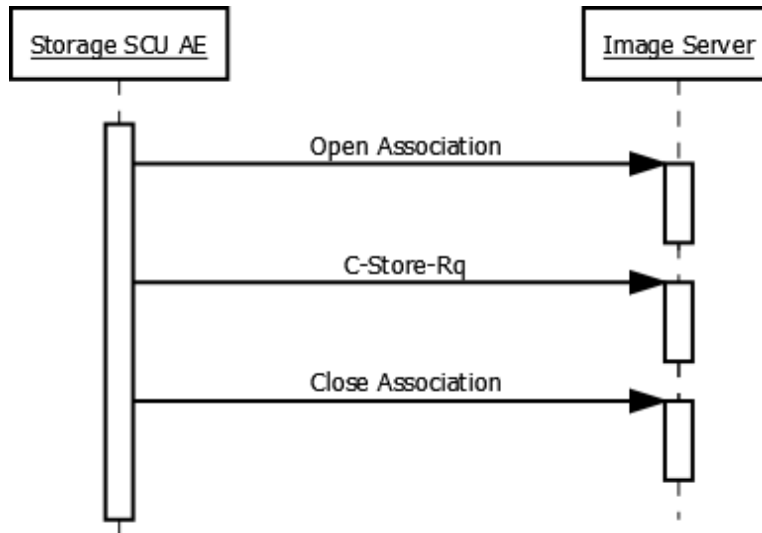 Storage SCU AE
Image Server
Open Association
C-Store-Rq
Close Association